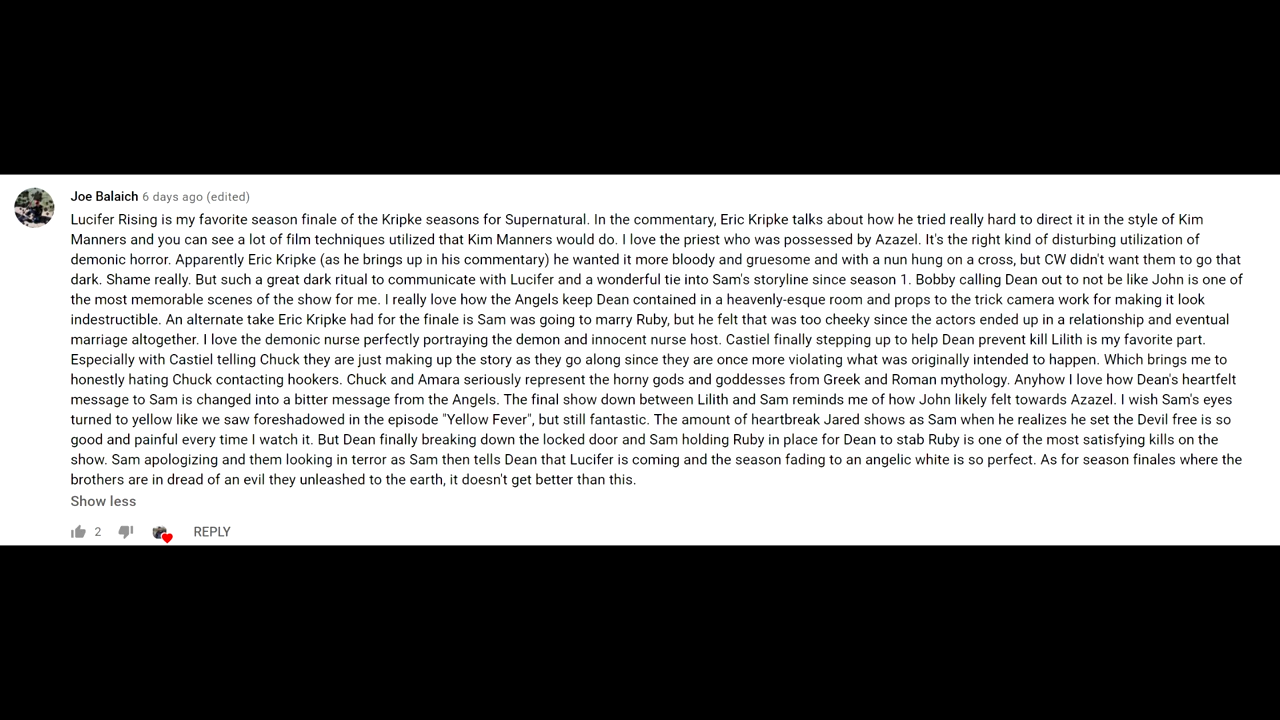 Joe Balaich 6 days ago (edited)
Lucifer Rising is my favorite season finale of the Kripke seasons for Supernatural. In the commentary, Eric Kripke talks about how he tried really hard to direct it in the style of Kim
Manners and you can see a lot of film techniques utilized that Kim Manners would do. I love the priest who was possessed by Azazel. It's the right kind of disturbing utilization of
demonic horror. Apparently Eric Kripke (as he brings up in his commentary) he wanted it more bloody and gruesome and with a nun hung on a cross, but CW didn't want them to go that
dark. Shame really. But such a great dark ritual to communicate with Lucifer and a wonderful tie into Sam's storyline since season 1. Bobby calling Dean out to not be like John is one of
the most memorable scenes of the show for me. I really love how the Angels keep Dean contained in a heavenly-esque room and props to the trick camera work for making it look
indestructible. An alternate take Eric Kripke had for the finale is Sam was going to marry Ruby, but he felt that was too cheeky since the actors ended up in a relationship and eventual
marriage altogether. I love the demonic nurse perfectly portraying the demon and innocent nurse host. Castiel finally stepping up to help Dean prevent kill Lilith is my favorite part.
Especially with Castiel telling Chuck they are just making up the story as they go along since they are once more violating what was originally intended to happen. Which brings me to
honestly hating Chuck contacting hookers. Chuck and Amara seriously represent the horny gods and goddesses from Greek and Roman mythology. Anyhow I love how Dean's heartfelt
message to Sam is changed into a bitter message from the Angels. The final show down between Lilith and Sam reminds me of how John likely felt towards Azazel. I wish Sam's eyes
turned to yellow like we saw foreshadowed in the episode "Yellow Fever", but still fantastic. The amount of heartbreak Jared shows as Sam when he realizes he set the Devil free is so
good and painful every time I watch it. But Dean finally breaking down the locked door and Sam holding Ruby in place for Dean to stab Ruby is one of the most satisfying kills on the
show. Sam apologizing and them looking in terror as Sam then tells Dean that Lucifer is coming and the season fading to an angelic white is so perfect. As for season finales where the
brothers are in dread of an evil they unleashed to the earth, it doesn't get better than this.
Show less
2 REPLY